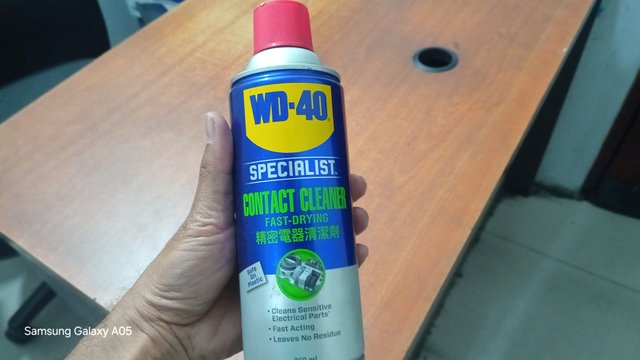 WD-40
SPECIALIST
CONTACT CLEANER
FAST-DRYING
精密電器清潔劑
Safe
On
Plastic
• Cleans Sensitive
Electrical Parts
• Fast Acting
• Leaves No Residue
Samsung Galaxy A05